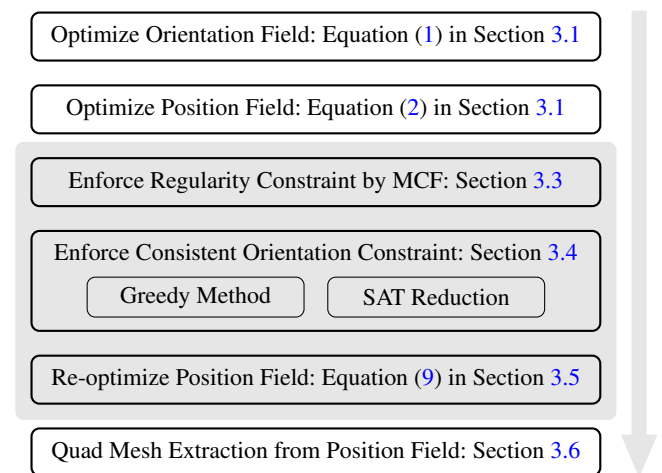 Optimize Orientation Field: Equation (1) in Section 3.1
Optimize Position Field: Equation (2) in Section 3.1
Enforce Regularity Constraint by MCF: Section 3.3
Enforce Consistent Orientation Constraint: Section 3.4
Greedy Method
SAT Reduction
Re-optimize Position Field: Equation (9) in Section 3.5
Quad Mesh Extraction from Position Field: Section 3.6